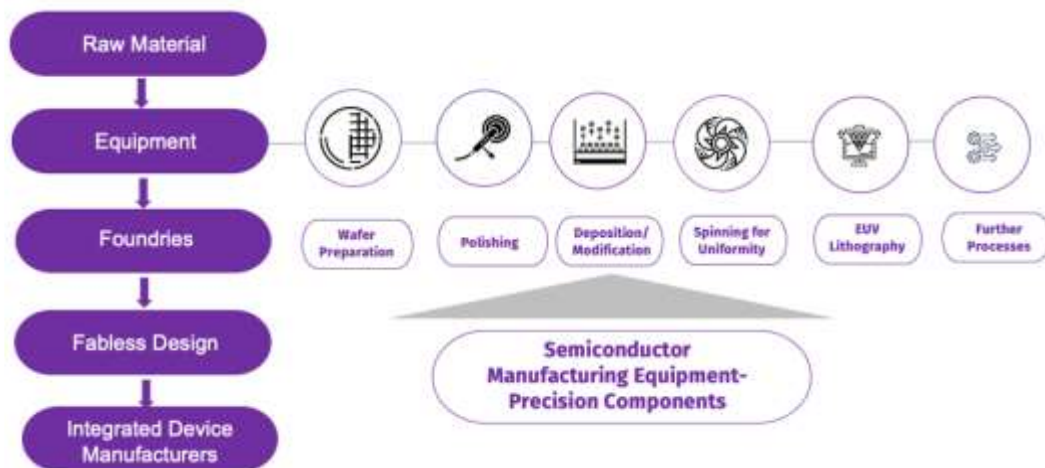 Raw Material
Equipment
Foundries
Fabless Design
Integrated Device
Manufacturers
Wafer
Preparation
Polishing
Deposition/
Modification
Spinning for
Uniformity
EUV
Lithography
Further
Processes
Semiconductor
Manufacturing Equipment-
Precision Components